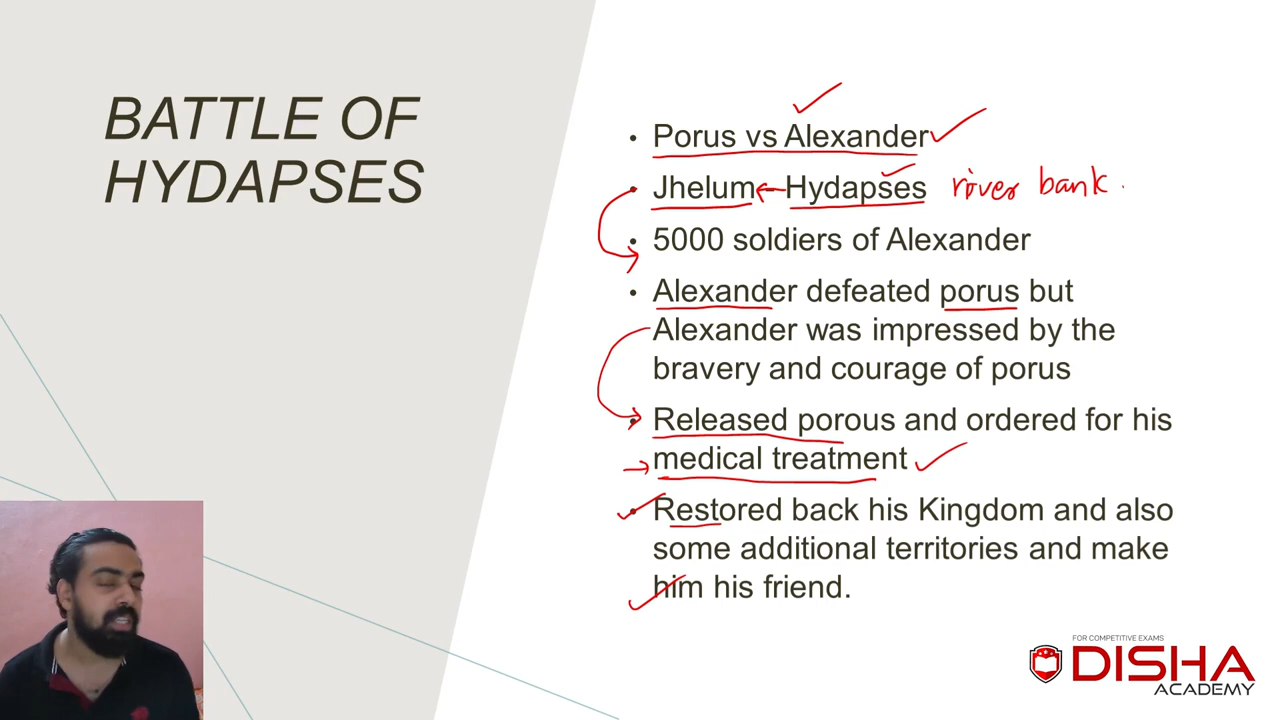 BATTLE OF
HYDAPSES
• Porus vs Alexander
• Jhelum - Hydapses river bank.
• 5000 soldiers of Alexander
• Alexander defeated porus but
Alexander was impressed by the
bravery and courage of porus
• Released porous and ordered for his
medical treatment
• Restored back his Kingdom and also
some additional territories and make
him his friend.
FOR COMPETITIVE EXAMS
DISHA
ACADEMY